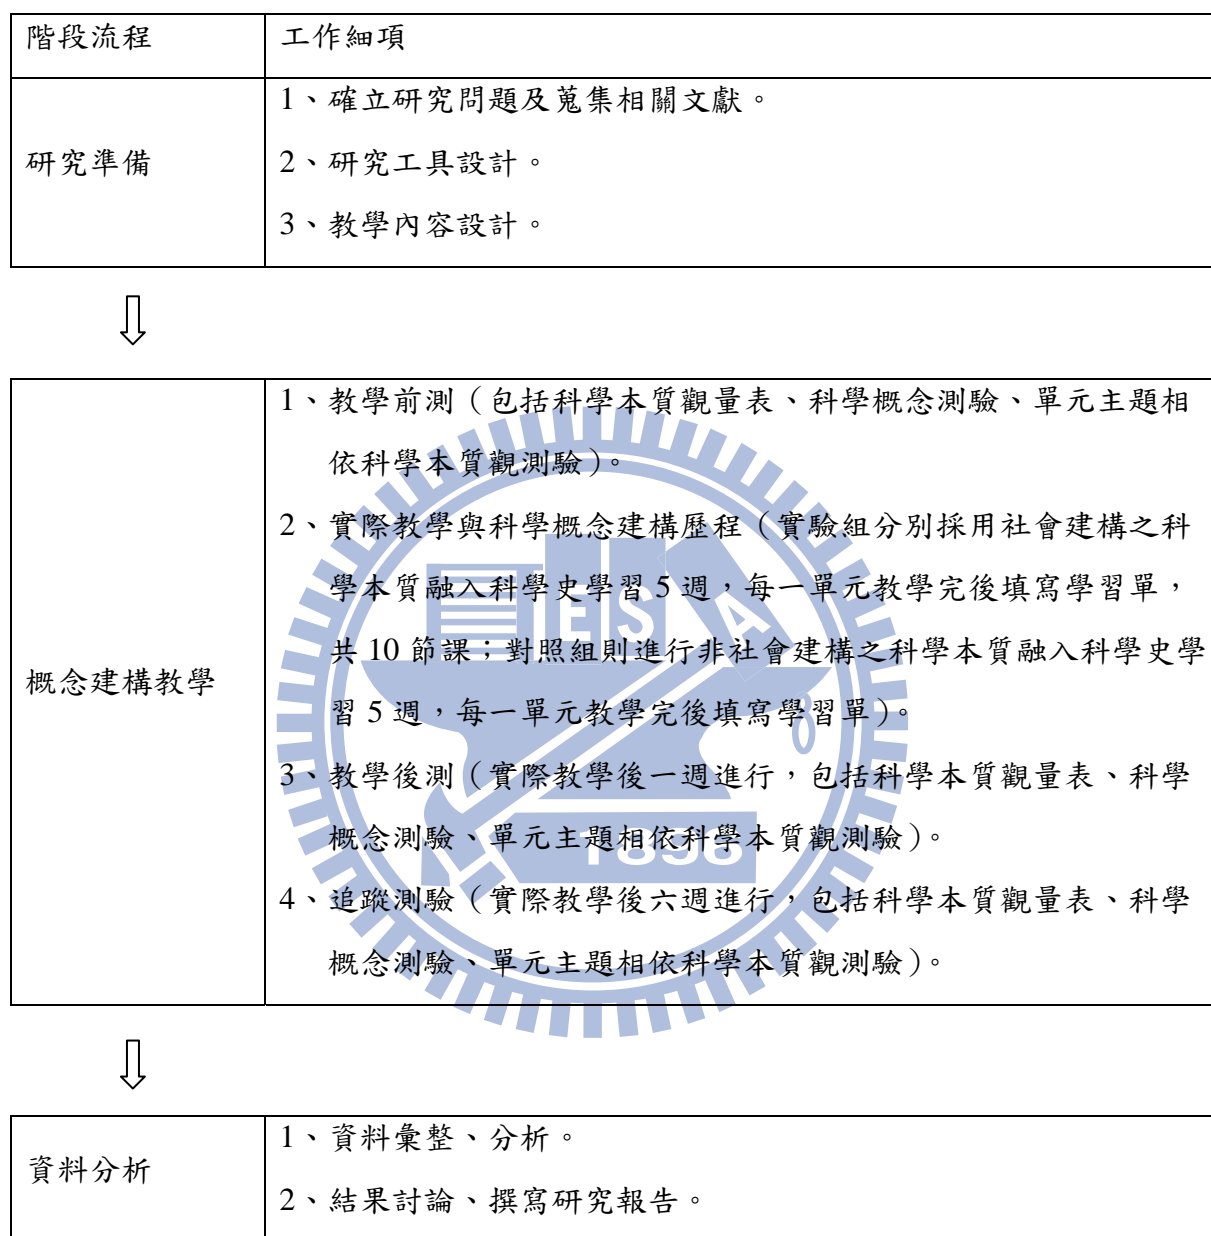 階段流程
工作細項
研究準備
1、確立研究問題及蒐集相關文獻。
2、研究工具設計。
3、教學內容設計。
概念建構教學
1、教學前測（包括科學本質觀量表、科學概念測驗、單元主題相
依科學本質觀測驗）。
2、實際教學與科學概念建構歷程（實驗組分別採用社會建構之科
學本質融入科學史學習 5 週，每一單元教學完後填寫學習單，
共 10 節課；對照組則進行非社會建構之科學本質融入科學史學
習 5 週，每一單元教學完後填寫學習單）。
3、教學後測（實際教學後一週進行，包括科學本質觀量表、科學
概念測驗、單元主題相依科學本質觀測驗）。
4、追蹤測驗（實際教學後六週進行，包括科學本質觀量表、科學
概念測驗、單元主題相依科學本質觀測驗）。
資料分析
1、資料彙整、分析。
2、結果討論、撰寫研究報告。
IESA
1896